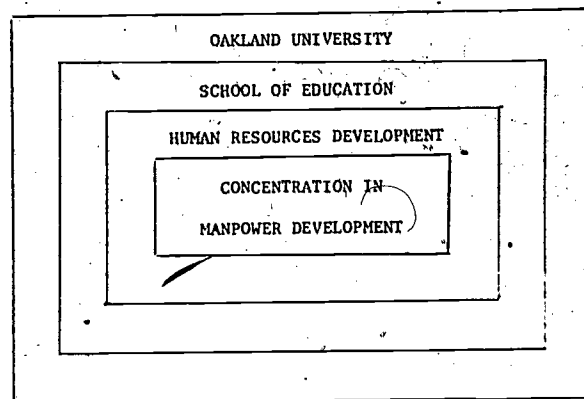 OAKLAND UNIVERSITY
SCHOOL OF EDUCATION
HUMAN RESOURCES DEVELOPMENT
CONCENTRATION IN
MANPOWER DEVELOPMENT